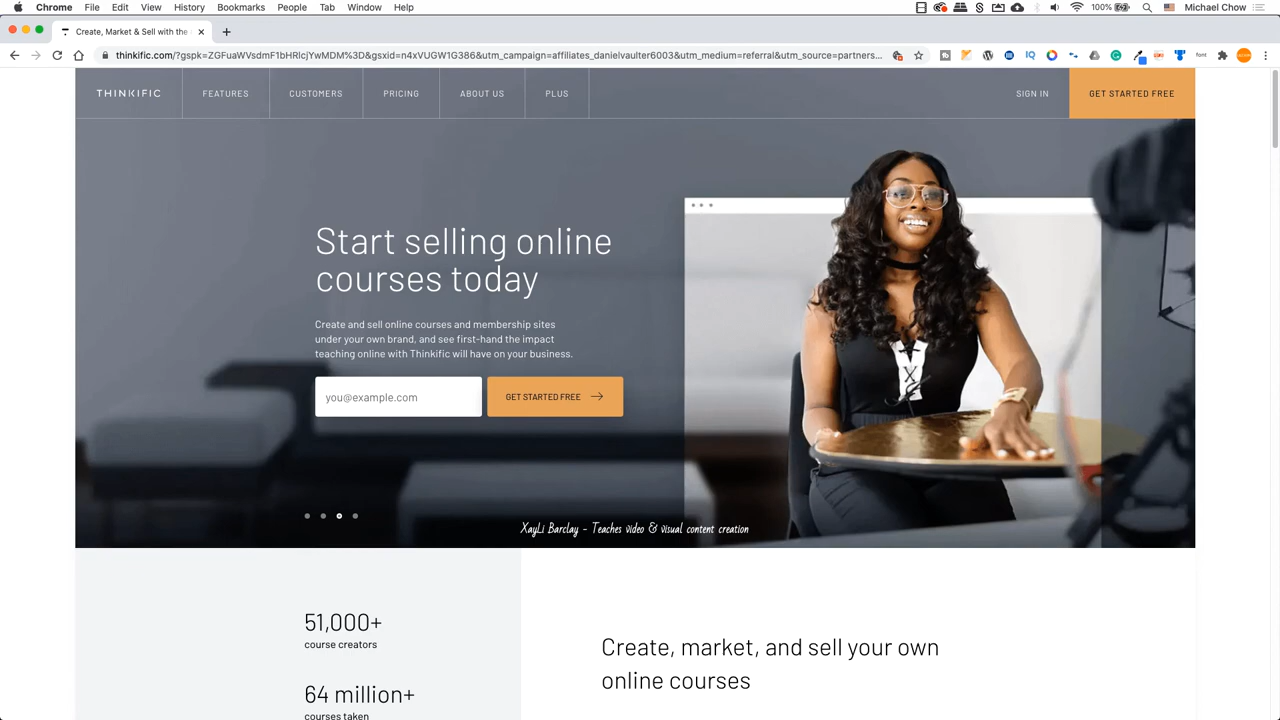 Chrome File Edit View History Bookmarks People Tab Window Help 100% Michael Chow
Create, Market & Sell with the
thinkific.com/?gspk=ZGFuaWVsdmF1bHRlcjYwMDM%3D&gsxid=n4xVUGW1G386&utm_campaign=affiliates_danielvaulter6003&utm_medium=referral&utm_source=partners...
THINKIFIC FEATURES CUSTOMERS PRICING ABOUT US PLUS SIGN IN GET STARTED FREE
Start selling online
courses today
Create and sell online courses and membership sites
under your own brand, and see first-hand the impact
teaching online with Thinkific will have on your business.
you@example.com GET STARTED FREE
XayLi Barclay - Teaches video & visual content creation
51,000+
course creators
64 million+
courses taken
Create, market, and sell your own
online courses